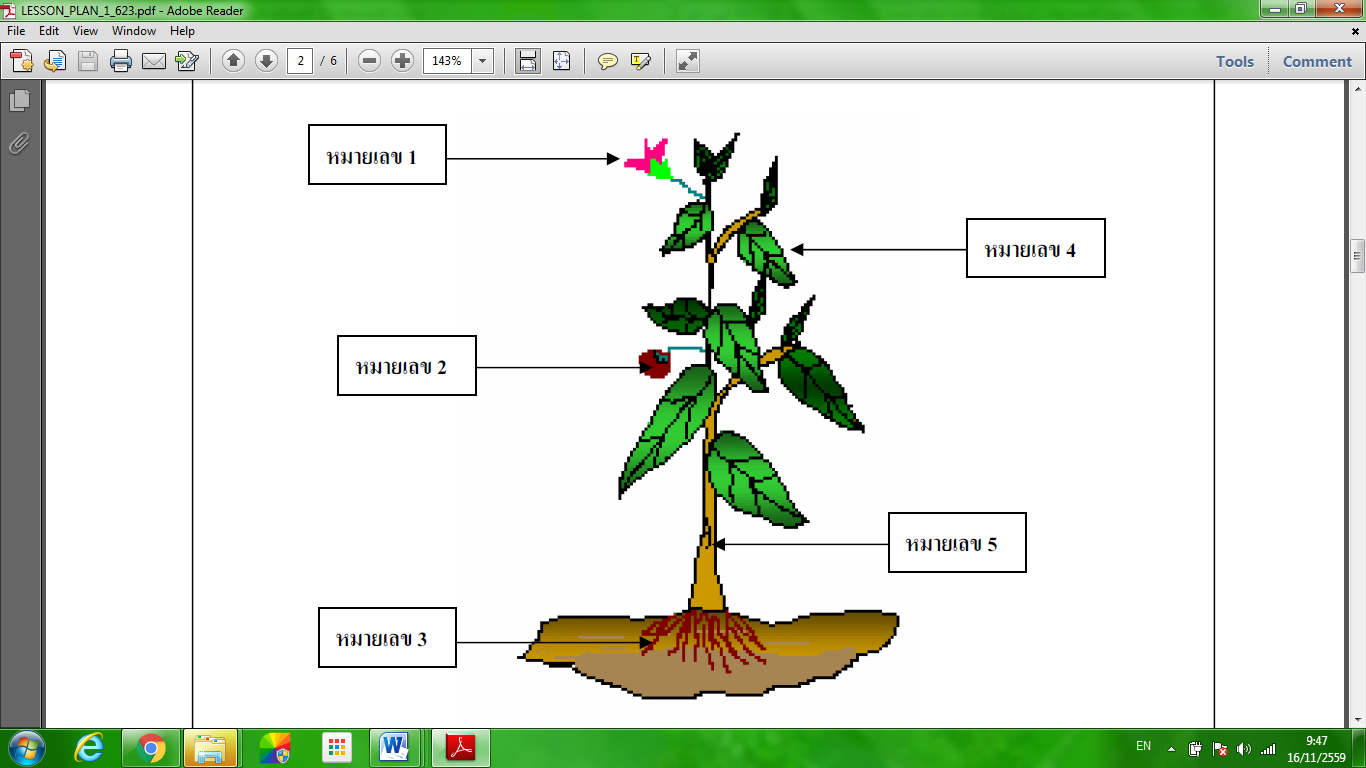 LESSON_PLAN_1_623.pdf - Adobe Reader
File Edit View Window Help
2 / 6 143% Tools Comment
หมายเลข 1
หมายเลข 4
หมายเลข 2
หมายเลข 5
หมายเลข 3
EN 9:47
16/11/2559